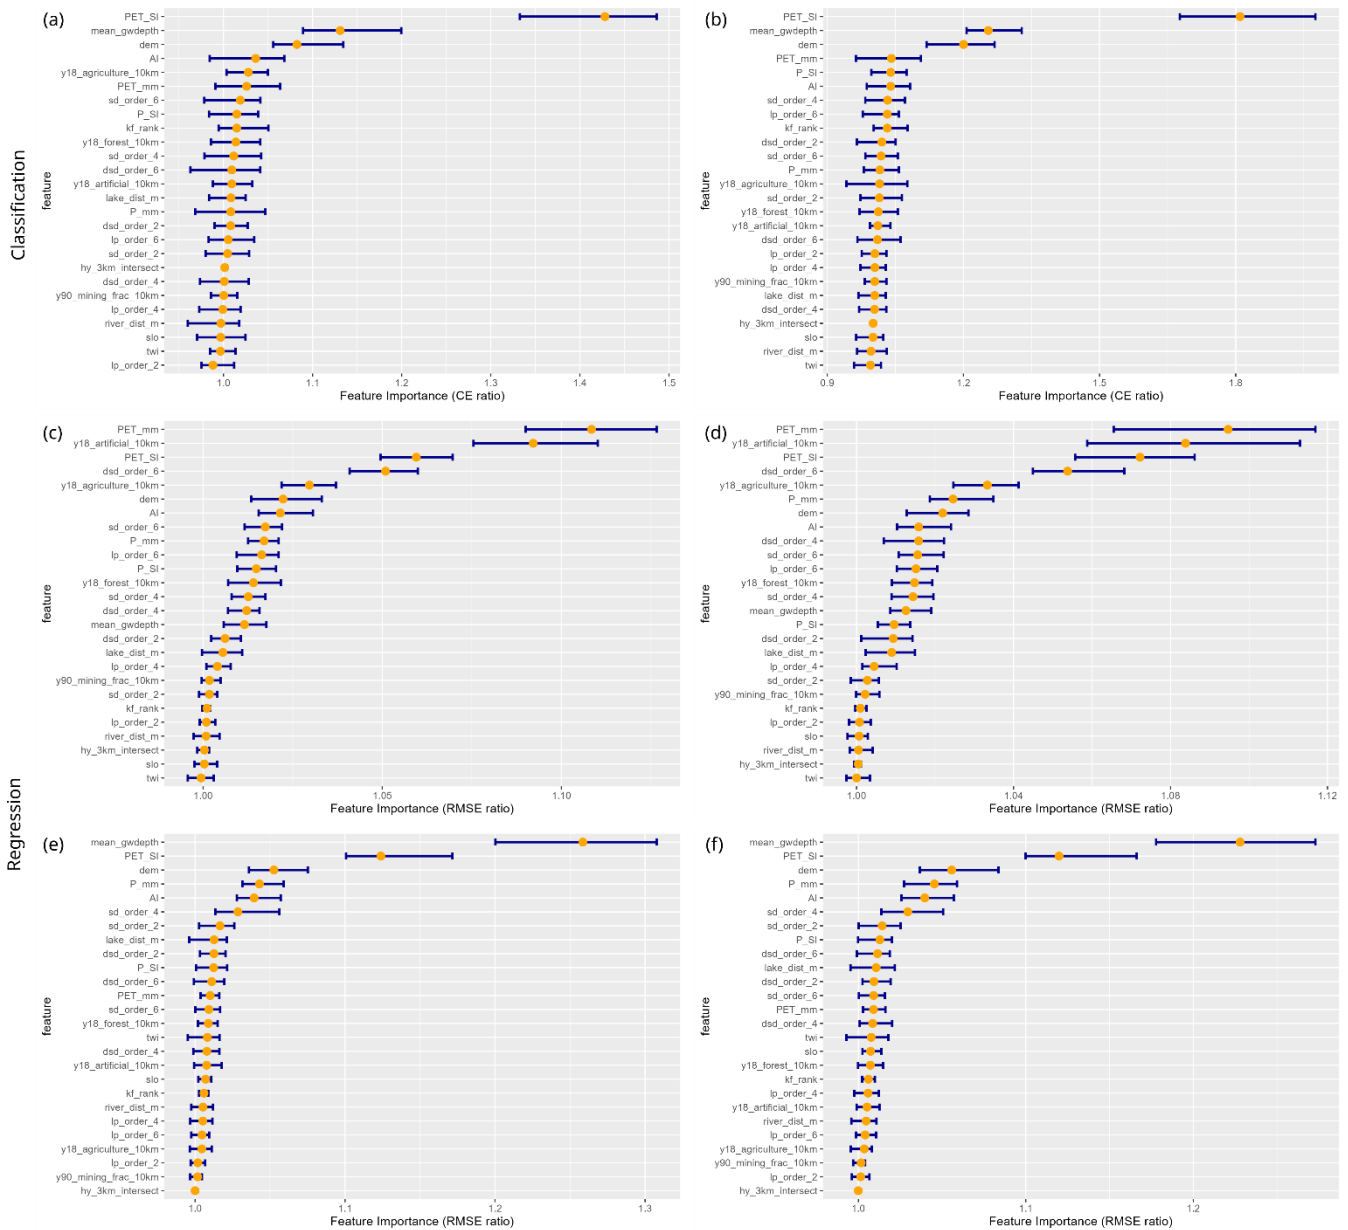 Classification
Regression
(a)
feature
PET_SI
mean_gwdepth
dem
AI
y18_agriculture_10km
PET_mm
sd_order_6
P_SI
kf_rank
y18_forest_10km
sd_order_4
dsd_order_6
y18_artificial_10km
lake_dist_m
P_mm
dsd_order_2
lp_order_6
sd_order_2
hy_3km_intersect
dsd_order_4
y90_mining_frac_10km
lp_order_4
river_dist_m
slo
twi
lp_order_2
1.0 1.1 1.2 1.3 1.4 1.5
Feature Importance (CE ratio)
(b)
feature
PET_SI
mean_gwdepth
dem
PET_mm
P_SI
AI
sd_order_4
lp_order_6
kf_rank
dsd_order_2
sd_order_6
P_mm
y18_agriculture_10km
sd_order_2
y18_forest_10km
y18_artificial_10km
dsd_order_6
lp_order_2
lp_order_4
y90_mining_frac_10km
lake_dist_m
dsd_order_4
hy_3km_intersect
slo
river_dist_m
twi
0.9 1.2 1.5 1.8
Feature Importance (CE ratio)
(c)
feature
PET_mm
y18_artificial_10km
PET_SI
dsd_order_6
y18_agriculture_10km
dem
AI
sd_order_6
P_mm
lp_order_6
P_SI
y18_forest_10km
sd_order_4
dsd_order_4
mean_gwdepth
dsd_order_2
lake_dist_m
lp_order_4
y90_mining_frac_10km
sd_order_2
kf_rank
lp_order_2
river_dist_m
hy_3km_intersect
slo
twi
1.00 1.05 1.10
Feature Importance (RMSE ratio)
(d)
feature
PET_mm
y18_artificial_10km
PET_SI
dsd_order_6
y18_agriculture_10km
P_mm
dem
AI
dsd_order_4
sd_order_6
lp_order_6
y18_forest_10km
sd_order_4
mean_gwdepth
P_SI
dsd_order_2
lake_dist_m
lp_order_4
sd_order_2
y90_mining_frac_10km
kf_rank
lp_order_2
slo
river_dist_m
hy_3km_intersect
twi
1.00 1.04 1.08 1.12
Feature Importance (RMSE ratio)
(e)
feature
mean_gwdepth
PET_SI
dem
P_mm
AI
sd_order_4
sd_order_2
lake_dist_m
dsd_order_2
P_SI
dsd_order_6
PET_mm
sd_order_6
y18_forest_10km
twi
dsd_order_4
y18_artificial_10km
slo
kf_rank
river_dist_m
lp_order_4
lp_order_6
y18_agriculture_10km
lp_order_2
y90_mining_frac_10km
hy_3km_intersect
1.0 1.1 1.2 1.3
Feature Importance (RMSE ratio)
(f)
feature
mean_gwdepth
PET_SI
dem
P_mm
AI
sd_order_4
sd_order_2
P_SI
dsd_order_6
lake_dist_m
dsd_order_2
sd_order_6
PET_mm
dsd_order_4
twi
slo
y18_forest_10km
kf_rank
lp_order_4
y18_artificial_10km
river_dist_m
lp_order_6
y18_agriculture_10km
y90_mining_frac_10km
lp_order_2
hy_3km_intersect
1.0 1.1 1.2
Feature Importance (RMSE ratio)